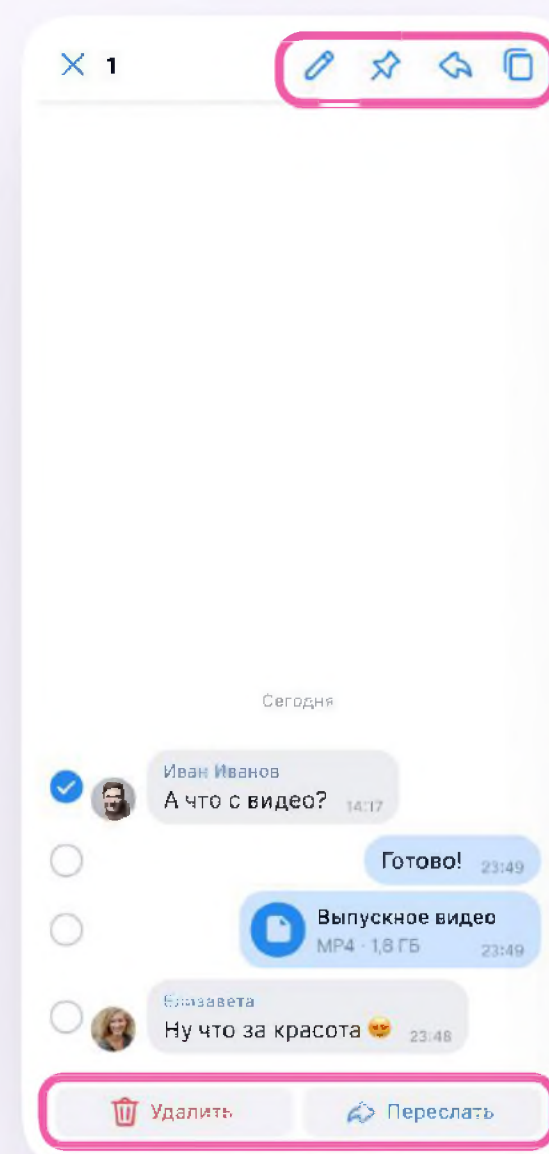 1
Сегодня
Иван Иванов
А что с видео? 14:17
Готово! 23:49
Выпускное видео
MP4 · 1,8 ГБ 23:49
Елизавета
Ну что за красота 23:48
Удалить Переслать